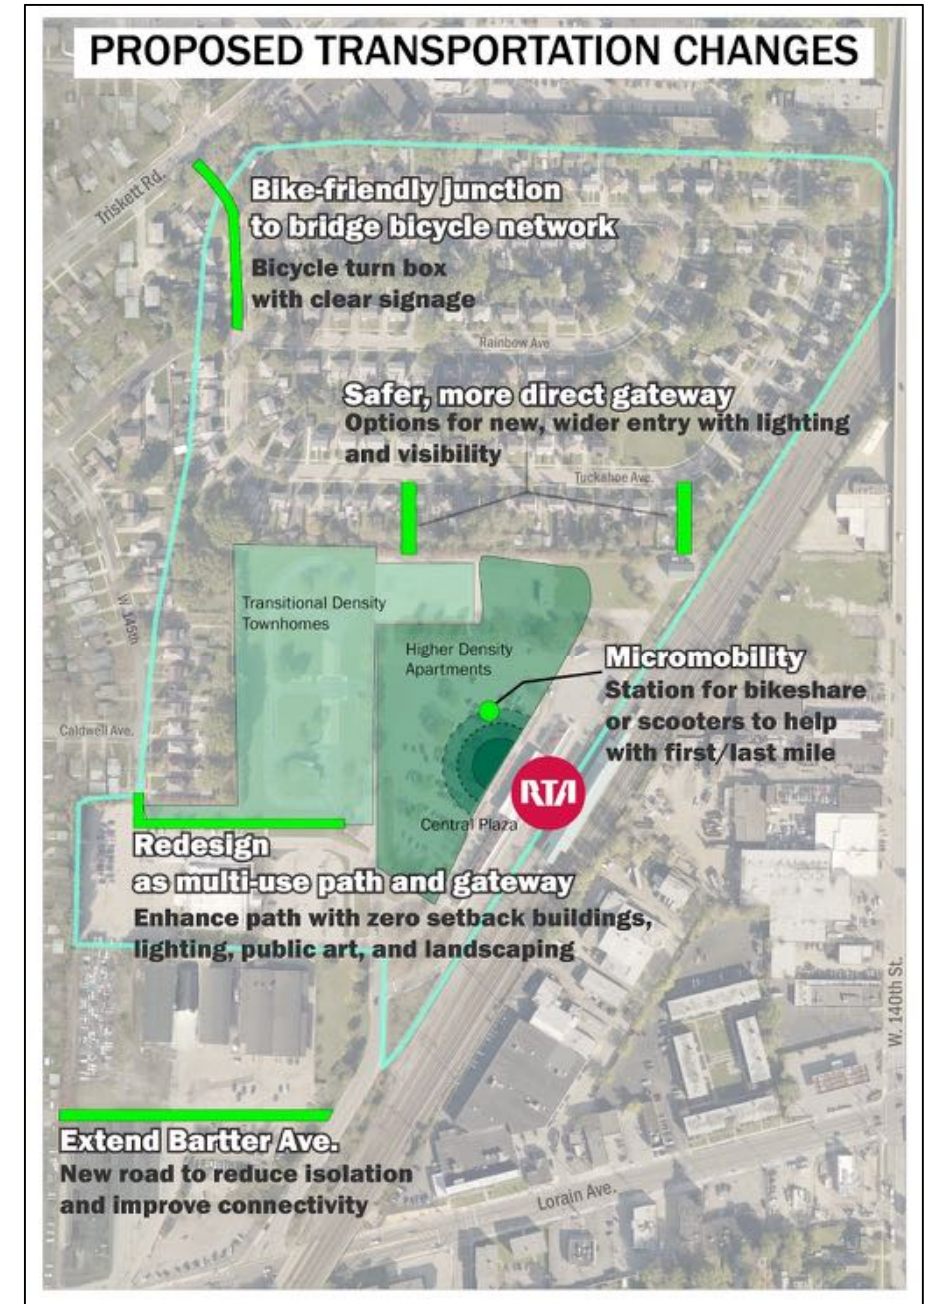 PROPOSED TRANSPORTATION CHANGES
Triskett Rd.
Bike-friendly junction
to bridge bicycle network
Bicycle turn box
with clear signage
Rainbow Ave
Safer, more direct gateway
Options for new, wider entry with lighting
and visibility
Tuckahoe Ave.
Transitional Density
Townhomes
W. 145th
Higher Density
Apartments
Micromobility
Station for bikeshare
or scooters to help
with first/last mile
Caldwell Ave.
RTA
Central Plaza
Redesign
as multi-use path and gateway
Enhance path with zero setback buildings,
lighting, public art, and landscaping
W. 140th St.
Extend Bartter Ave.
New road to reduce isolation
and improve connectivity
Lorain Ave.